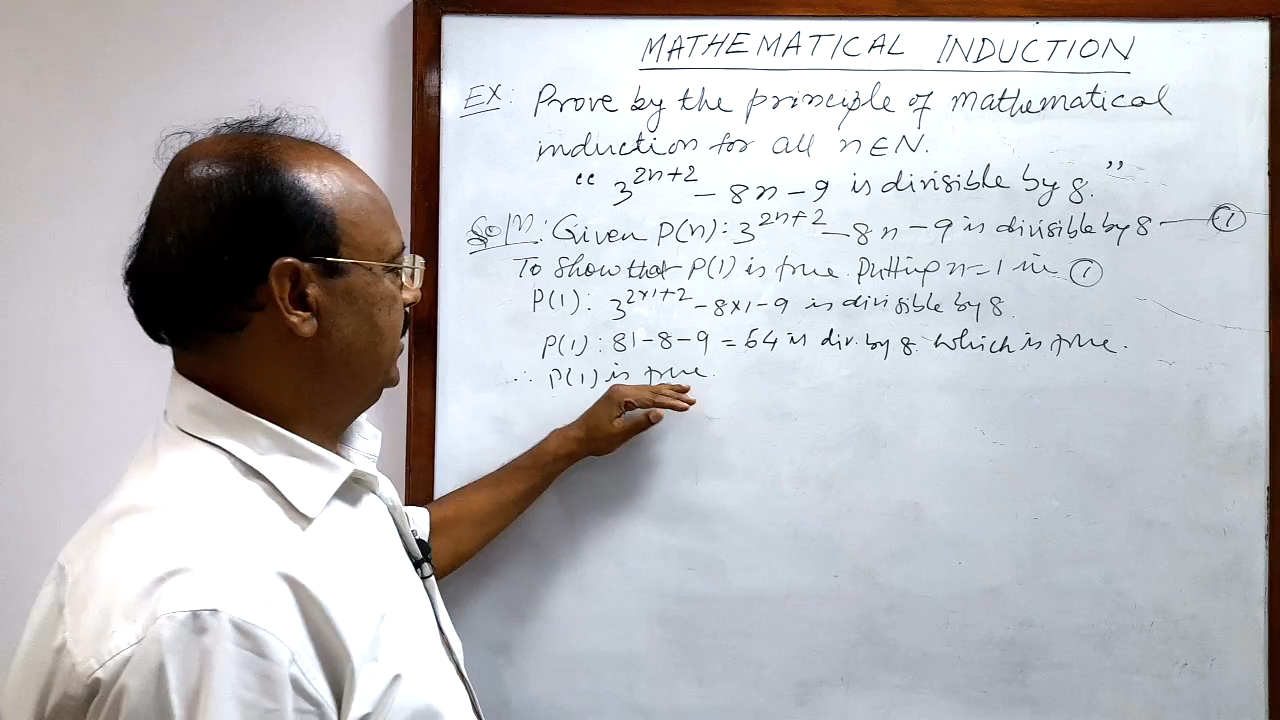 MATHEMATICAL INDUCTION
EX: Prove by the principle of mathematical
induction for all n∈N.
“ 3^{2n+2} - 8n - 9 is divisible by 8. ”
Sol^n: Given P(n): 3^{2n+2} - 8n - 9 is divisible by 8 — ①
To show that P(1) is true. Putting n=1 in ①
P(1): 3^{2×1+2} - 8×1 - 9 is divisible by 8.
P(1): 81 - 8 - 9 = 64 is div. by 8. which is true.
∴ P(1) is true.